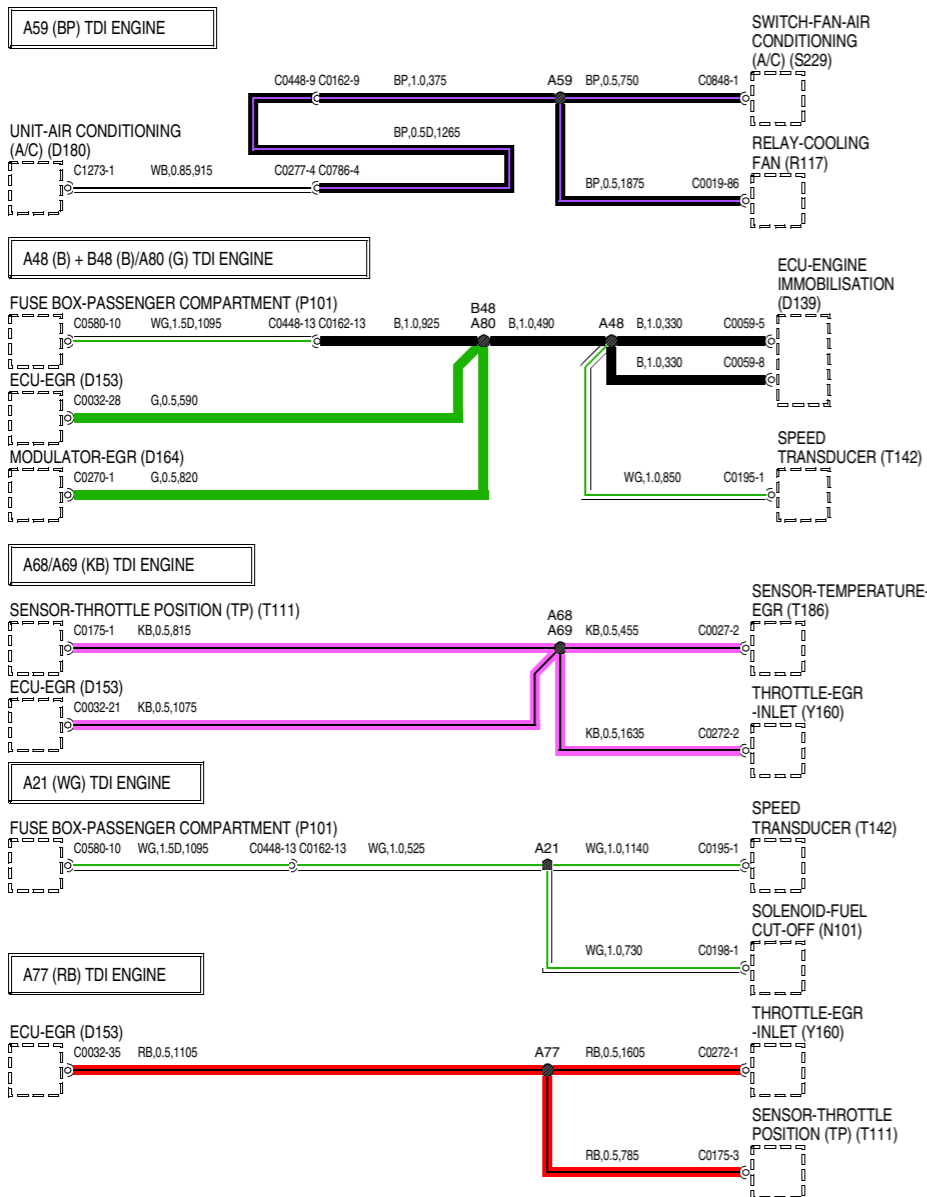 A59 (BP) TDI ENGINE
SWITCH-FAN-AIR
CONDITIONING
(A/C) (S229)
C0448-9 C0162-9 BP,1.0,375 A59 BP,0.5,750 C0848-1
UNIT-AIR CONDITIONING
(A/C) (D180)
BP,0.5D,1265
RELAY-COOLING
FAN (R117)
C1273-1 WB,0.85,915 C0277-4 C0786-4
BP,0.5,1875 C0019-86
A48 (B) + B48 (B)/A80 (G) TDI ENGINE
ECU-ENGINE
IMMOBILISATION
(D139)
FUSE BOX-PASSENGER COMPARTMENT (P101)
B48
C0580-10 WG,1.5D,1095 C0448-13 C0162-13 B,1.0,925 A80 B,1.0,490 A48 B,1.0,330 C0059-5
B,1.0,330 C0059-8
ECU-EGR (D153)
C0032-28 G,0.5,590
MODULATOR-EGR (D164)
SPEED
TRANSDUCER (T142)
C0270-1 G,0.5,820
WG,1.0,850 C0195-1
A68/A69 (KB) TDI ENGINE
SENSOR-TEMPERATURE-
EGR (T186)
SENSOR-THROTTLE POSITION (TP) (T111)
A68
C0175-1 KB,0.5,815 A69 KB,0.5,455 C0027-2
ECU-EGR (D153)
THROTTLE-EGR
-INLET (Y160)
C0032-21 KB,0.5,1075
KB,0.5,1635 C0272-2
A21 (WG) TDI ENGINE
SPEED
TRANSDUCER (T142)
FUSE BOX-PASSENGER COMPARTMENT (P101)
C0580-10 WG,1.5D,1095 C0448-13 C0162-13 WG,1.0,525 A21 WG,1.0,1140 C0195-1
SOLENOID-FUEL
CUT-OFF (N101)
WG,1.0,730 C0198-1
A77 (RB) TDI ENGINE
THROTTLE-EGR
-INLET (Y160)
ECU-EGR (D153)
C0032-35 RB,0.5,1105 A77 RB,0.5,1605 C0272-1
SENSOR-THROTTLE
POSITION (TP) (T111)
RB,0.5,785 C0175-3